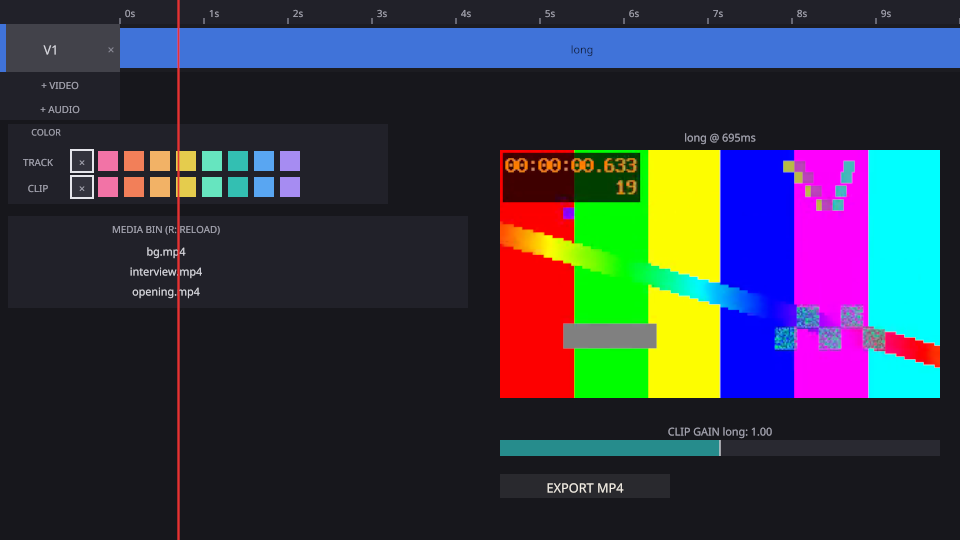 0s 1s 2s 3s 4s 5s 6s 7s 8s 9s
V1 ×
long
+ VIDEO
+ AUDIO
COLOR
TRACK ×
CLIP ×
MEDIA BIN (R: RELOAD)
bg.mp4
interview.mp4
opening.mp4
long @ 695ms
00:00:00.633
19
CLIP GAIN long: 1.00
EXPORT MP4